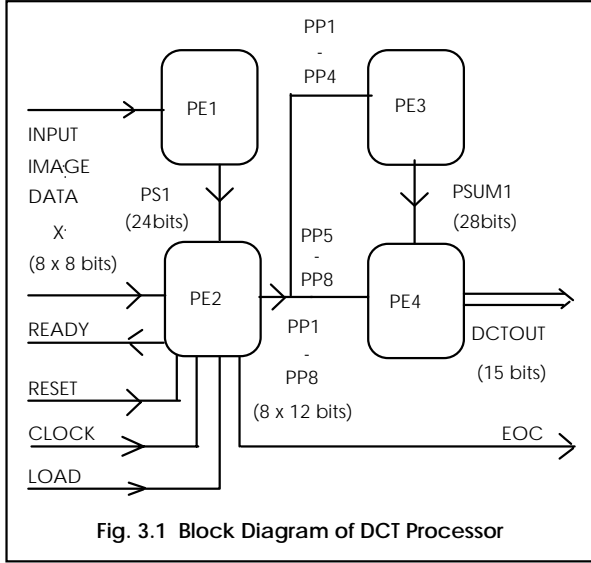 PP1
-
PP4
PE1
PE3
INPUT
IMAGE
DATA
X
(8 x 8 bits)
PS1
(24bits)
PSUM1
(28bits)
PP5
-
PP8
PE2
PE4
READY
PP1
-
PP8
(8 x 12 bits)
DCTOUT
(15 bits)
RESET
CLOCK
EOC
LOAD
Fig. 3.1 Block Diagram of DCT Processor